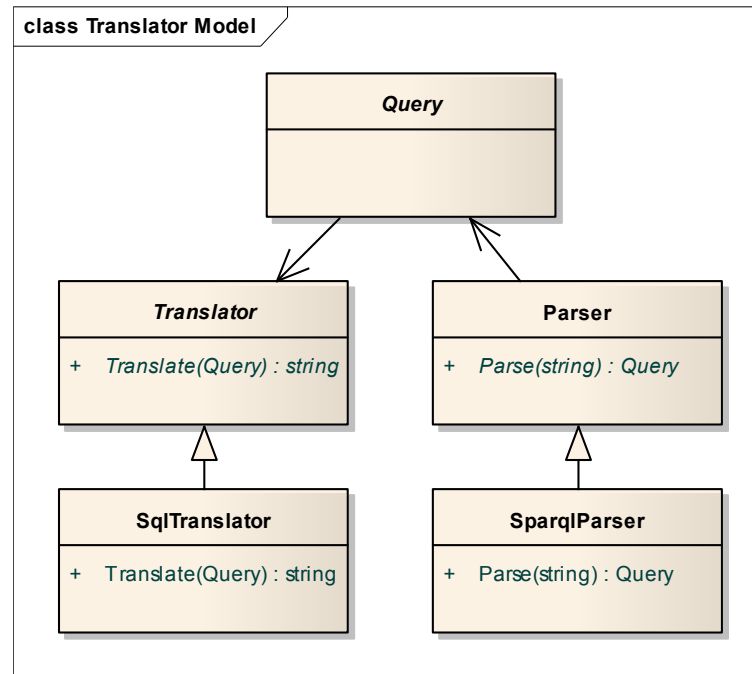 class Translator Model
Query
Translator
+ Translate(Query) : string
Parser
+ Parse(string) : Query
SqlTranslator
+ Translate(Query) : string
SparqlParser
+ Parse(string) : Query